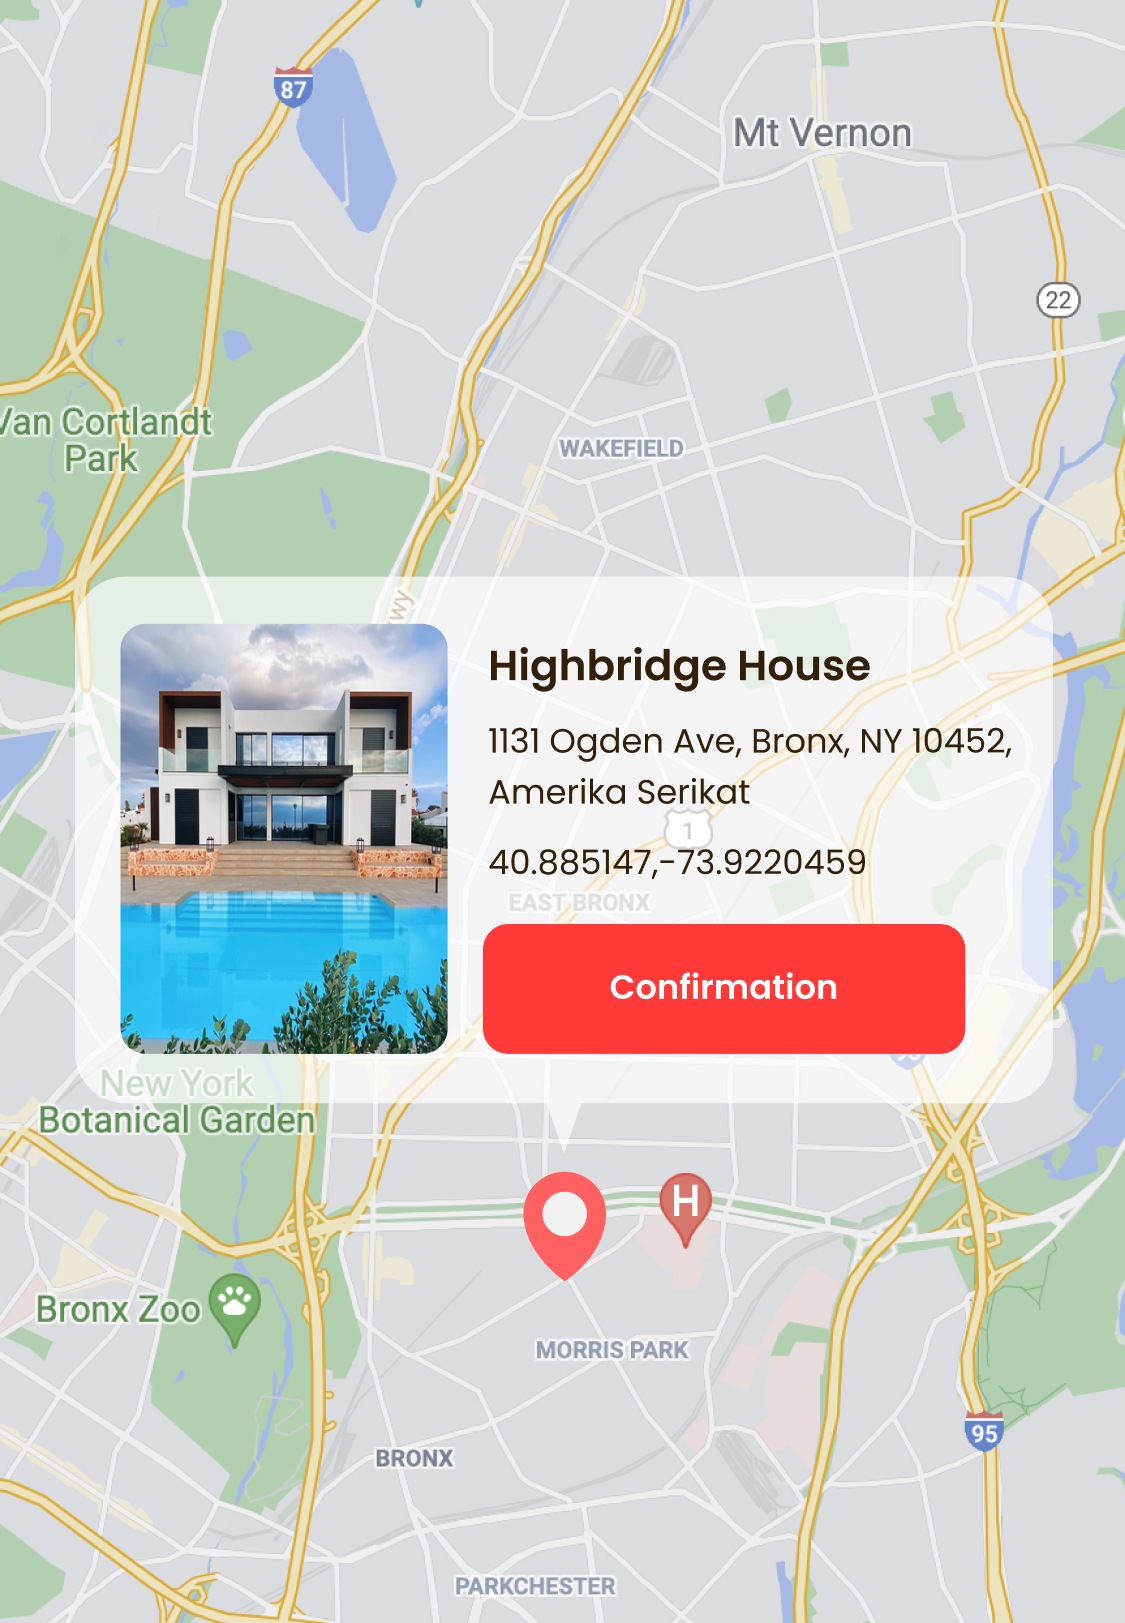 87
Mt Vernon
22
Van Cortlandt
Park
WAKEFIELD
Highbridge House
1131 Ogden Ave, Bronx, NY 10452,
Amerika Serikat
1
40.885147,-73.9220459
EAST BRONX
Confirmation
95
New York
Botanical Garden
H
Bronx Zoo
MORRIS PARK
95
BRONX
PARKCHESTER